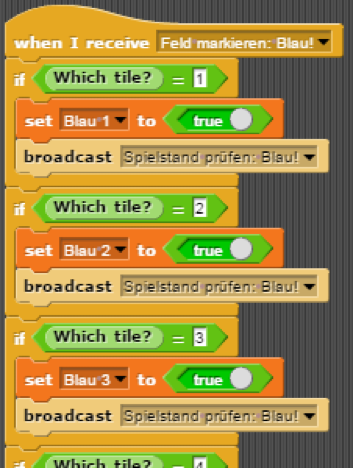 when I receive Feld markieren: Blau!
if Which tile? = 1
set Blau 1 to true
broadcast Spielstand prüfen: Blau!
if Which tile? = 2
set Blau 2 to true
broadcast Spielstand prüfen: Blau!
if Which tile? = 3
set Blau 3 to true
broadcast Spielstand prüfen: Blau!
if Which tile? = 4